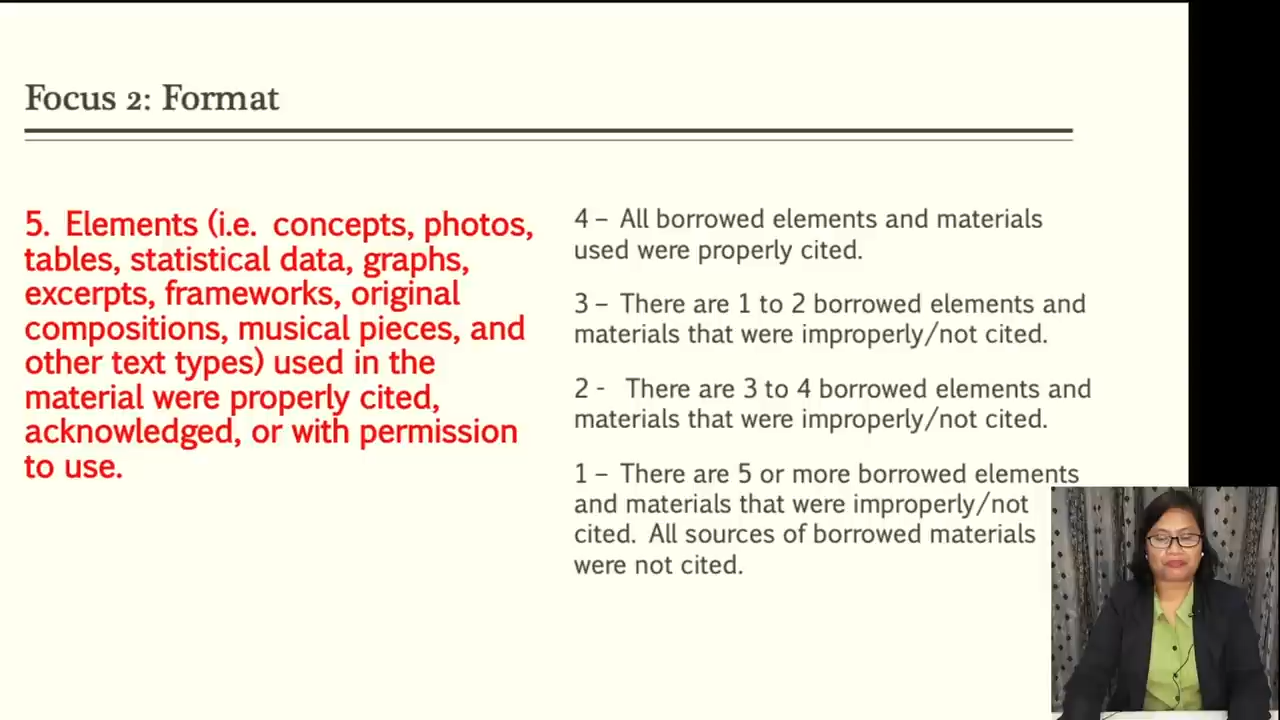 Focus 2: Format
5. Elements (i.e. concepts, photos,
tables, statistical data, graphs,
excerpts, frameworks, original
compositions, musical pieces, and
other text types) used in the
material were properly cited,
acknowledged, or with permission
to use.
4 – All borrowed elements and materials
used were properly cited.
3 – There are 1 to 2 borrowed elements and
materials that were improperly/not cited.
2 - There are 3 to 4 borrowed elements and
materials that were improperly/not cited.
1 – There are 5 or more borrowed elements
and materials that were improperly/not
cited. All sources of borrowed materials
were not cited.